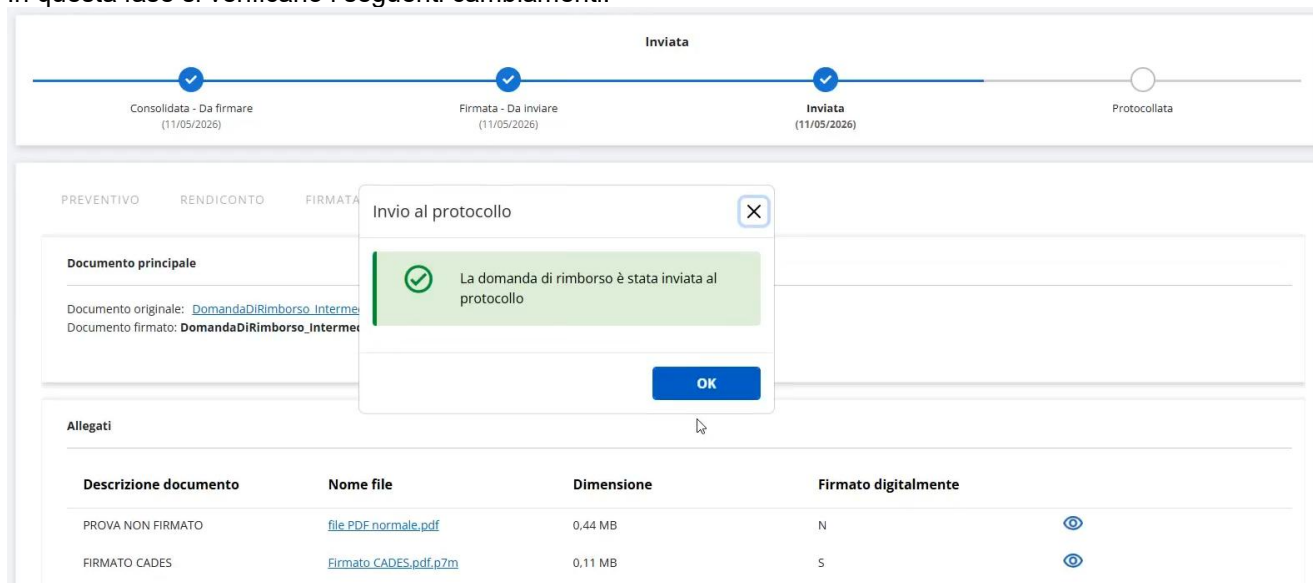 Inviata
Consolidata - Da firmare
(11/05/2026)
Firmata - Da inviare
(11/05/2026)
Inviata
(11/05/2026)
Protocollata
PREVENTIVO RENDICONTO FIRMATA
Invio al protocollo
La domanda di rimborso è stata inviata al
protocollo
OK
Documento principale
Documento originale: DomandaDiRimborso_Interme
Documento firmato: DomandaDiRimborso_Interme
Allegati
Descrizione documento Nome file Dimensione Firmato digitalmente
PROVA NON FIRMATO file PDF normale.pdf 0,44 MB N
FIRMATO CADES Firmato CADES.pdf.p7m 0,11 MB S